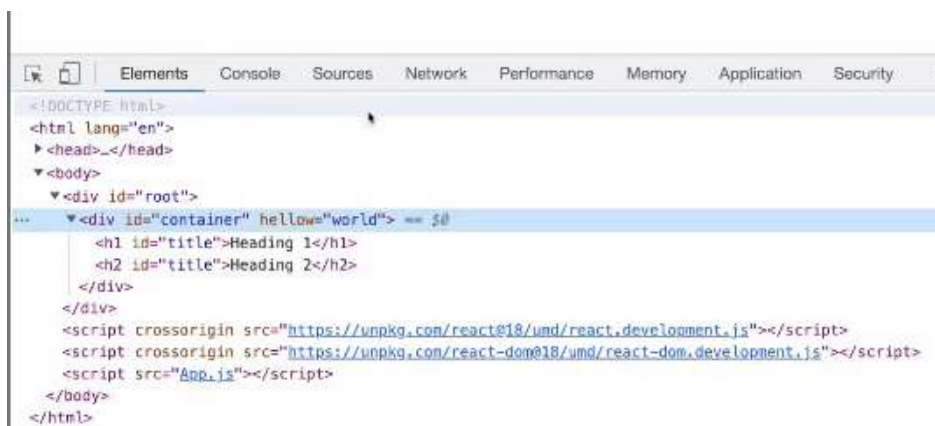 Elements Console Sources Network Performance Memory Application Security
<!DOCTYPE html>
<html lang="en">
<head>…</head>
<body>
<div id="root">
<div id="container" hellow="world"> == $0
<h1 id="title">Heading 1</h1>
<h2 id="title">Heading 2</h2>
</div>
</div>
<script crossorigin src="https://unpkg.com/react@18/umd/react.development.js"></script>
<script crossorigin src="https://unpkg.com/react-dom@18/umd/react-dom.development.js"></script>
<script src="App.js"></script>
</body>
</html>